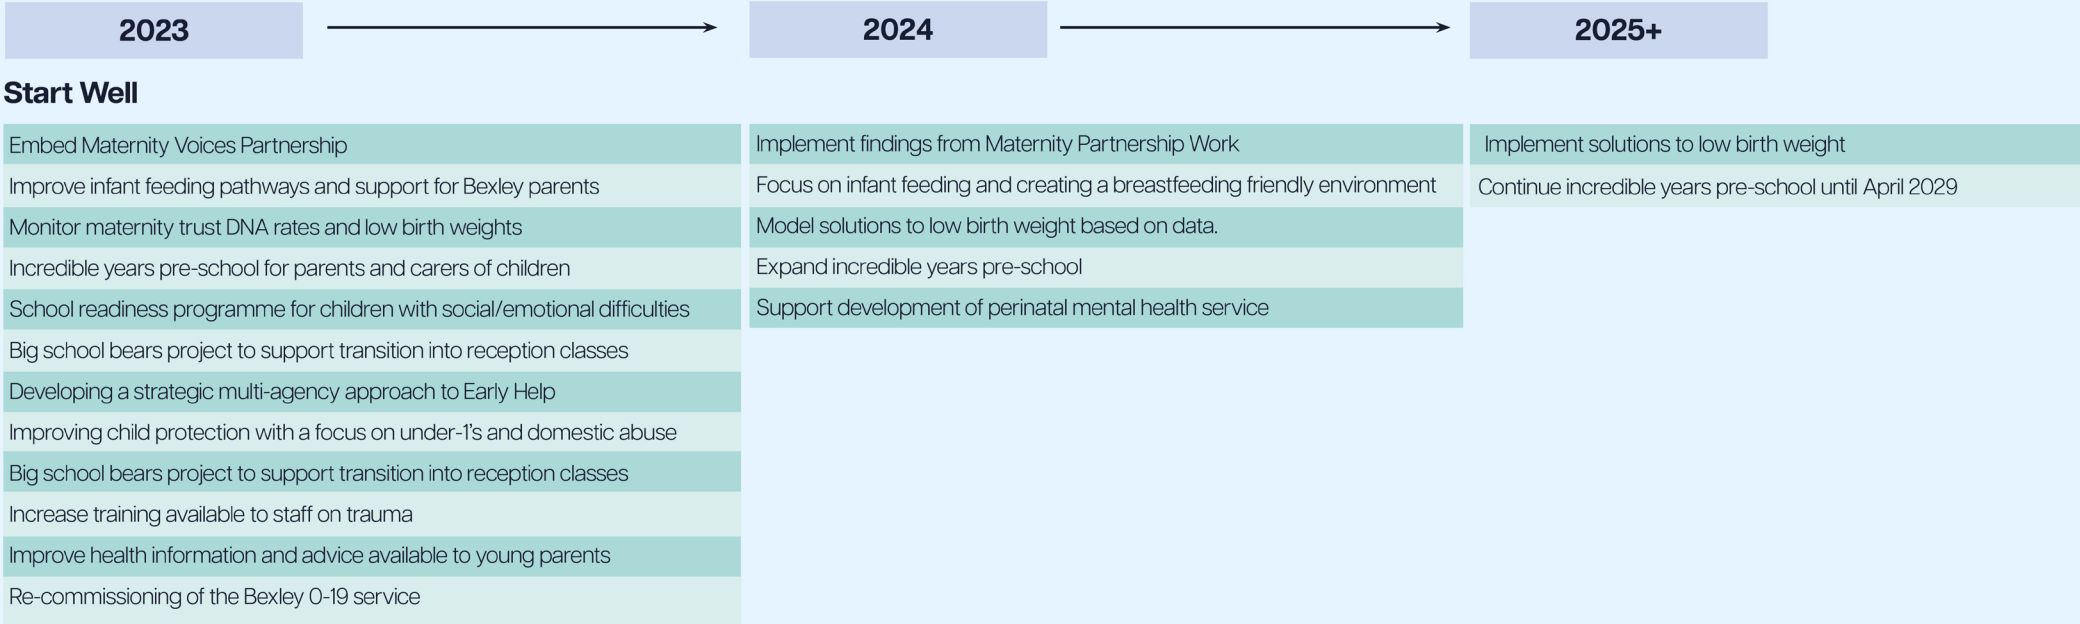 2023
2024
2025+
Start Well
Embed Maternity Voices Partnership
Improve infant feeding pathways and support for Bexley parents
Monitor maternity trust DNA rates and low birth weights
Incredible years pre-school for parents and carers of children
School readiness programme for children with social/emotional difficulties
Big school bears project to support transition into reception classes
Developing a strategic multi-agency approach to Early Help
Improving child protection with a focus on under-1's and domestic abuse
Big school bears project to support transition into reception classes
Increase training available to staff on trauma
Improve health information and advice available to young parents
Re-commissioning of the Bexley 0-19 service
Implement findings from Maternity Partnership Work
Focus on infant feeding and creating a breastfeeding friendly environment
Model solutions to low birth weight based on data.
Expand incredible years pre-school
Support development of perinatal mental health service
Implement solutions to low birth weight
Continue incredible years pre-school until April 2029